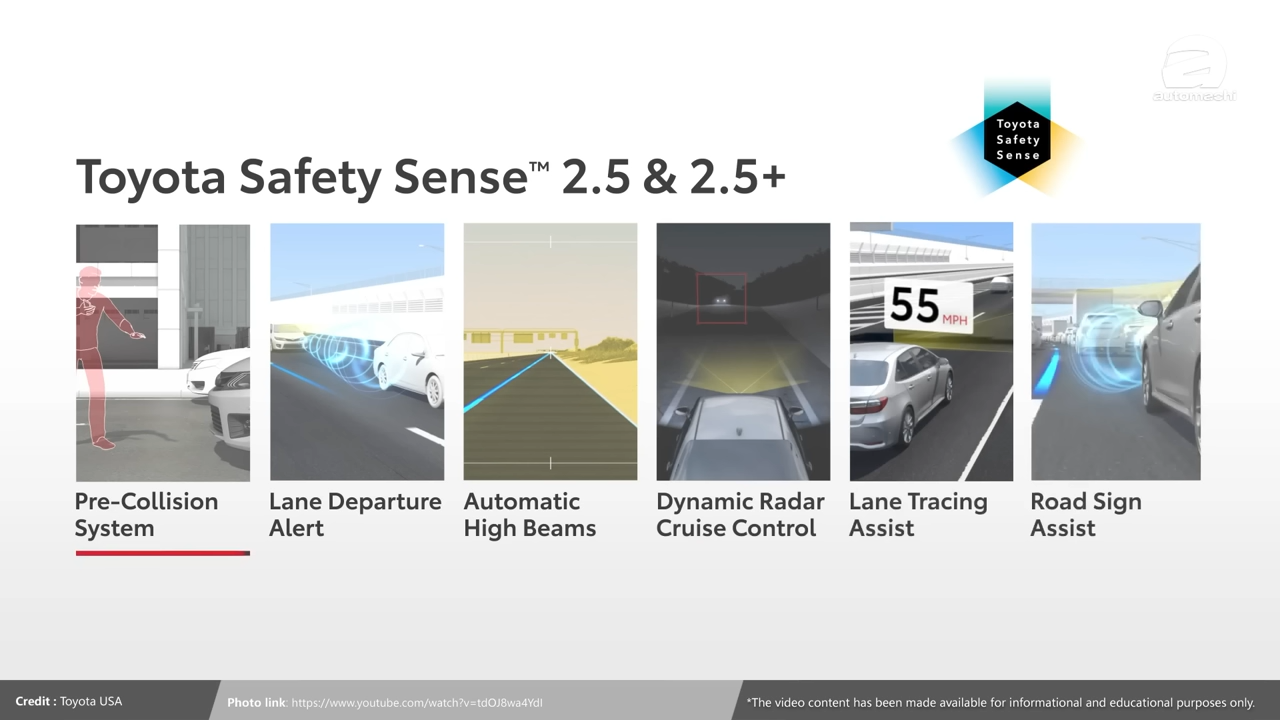 automachi
Toyota
Safety
Sense
Toyota Safety Sense™ 2.5 & 2.5+
55 MPH
Pre-Collision
System
Lane Departure
Alert
Automatic
High Beams
Dynamic Radar
Cruise Control
Lane Tracing
Assist
Road Sign
Assist
Credit : Toyota USA
Photo link: https://www.youtube.com/watch?v=tdOJ8wa4YdI
*The video content has been made available for informational and educational purposes only.